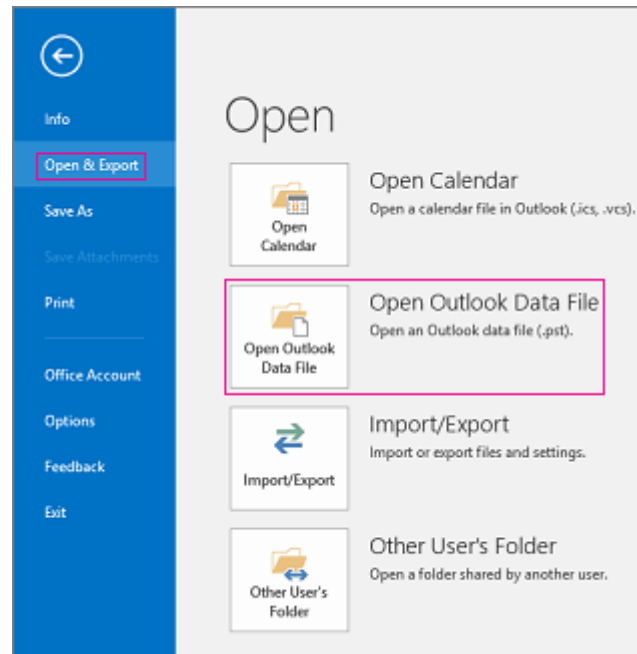 Info
Open & Export
Save As
Save Attachments
Print
Office Account
Options
Feedback
Exit
Open
Open
Calendar
Open Calendar
Open a calendar file in Outlook (.ics, .vcs).
Open Outlook
Data File
Open Outlook Data File
Open an Outlook data file (.pst).
Import/Export
Import/Export
Import or export files and settings.
Other User's
Folder
Other User's Folder
Open a folder shared by another user.